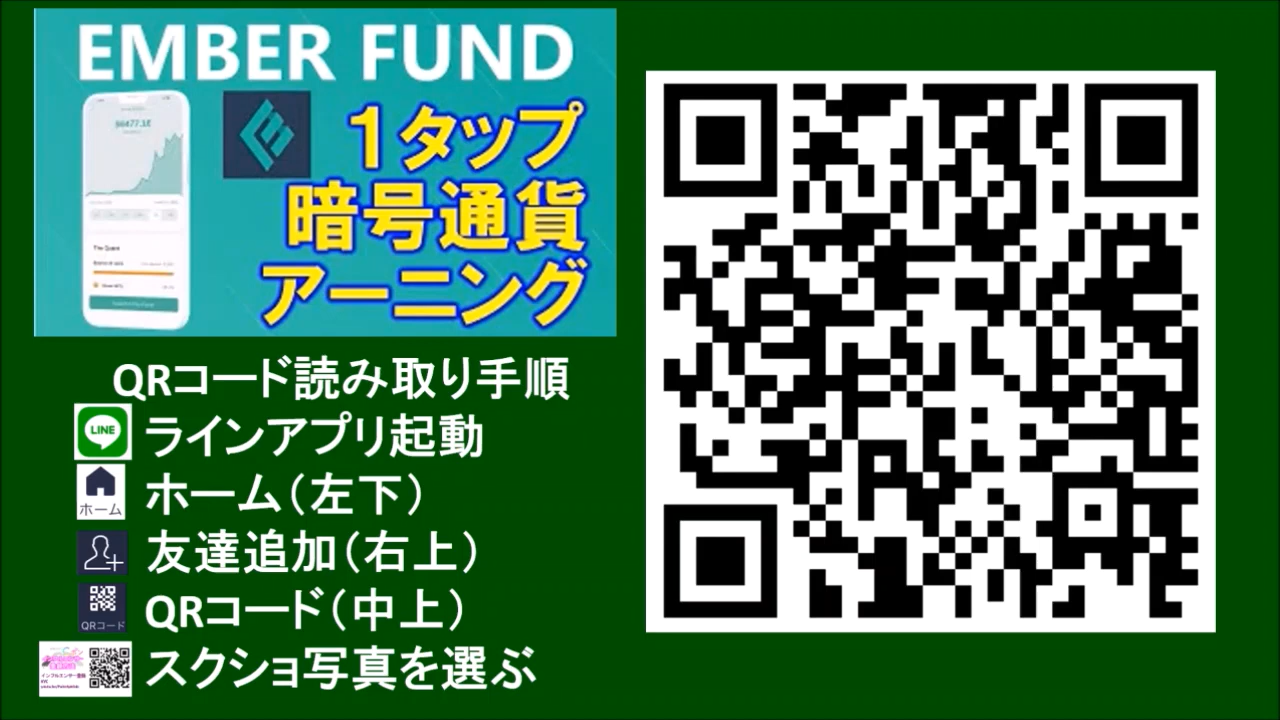 EMBER FUND
1タップ
暗号通貨
アーニング
QRコード読み取り手順
LINE
ラインアプリ起動
ホーム
ホーム（左下）
友達追加（右上）
QRコード
QRコード（中上）
スクショ写真を選ぶ